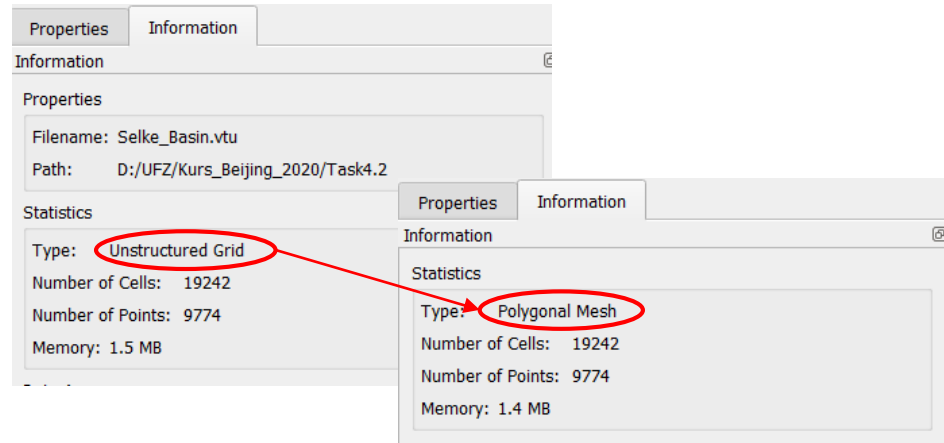 Properties Information
Information
Properties
Filename: Selke_Basin.vtu
Path: D:/UFZ/Kurs_Beijing_2020/Task4.2
Statistics
Type: Unstructured Grid
Number of Cells: 19242
Number of Points: 9774
Memory: 1.5 MB
Properties Information
Information
Statistics
Type: Polygonal Mesh
Number of Cells: 19242
Number of Points: 9774
Memory: 1.4 MB